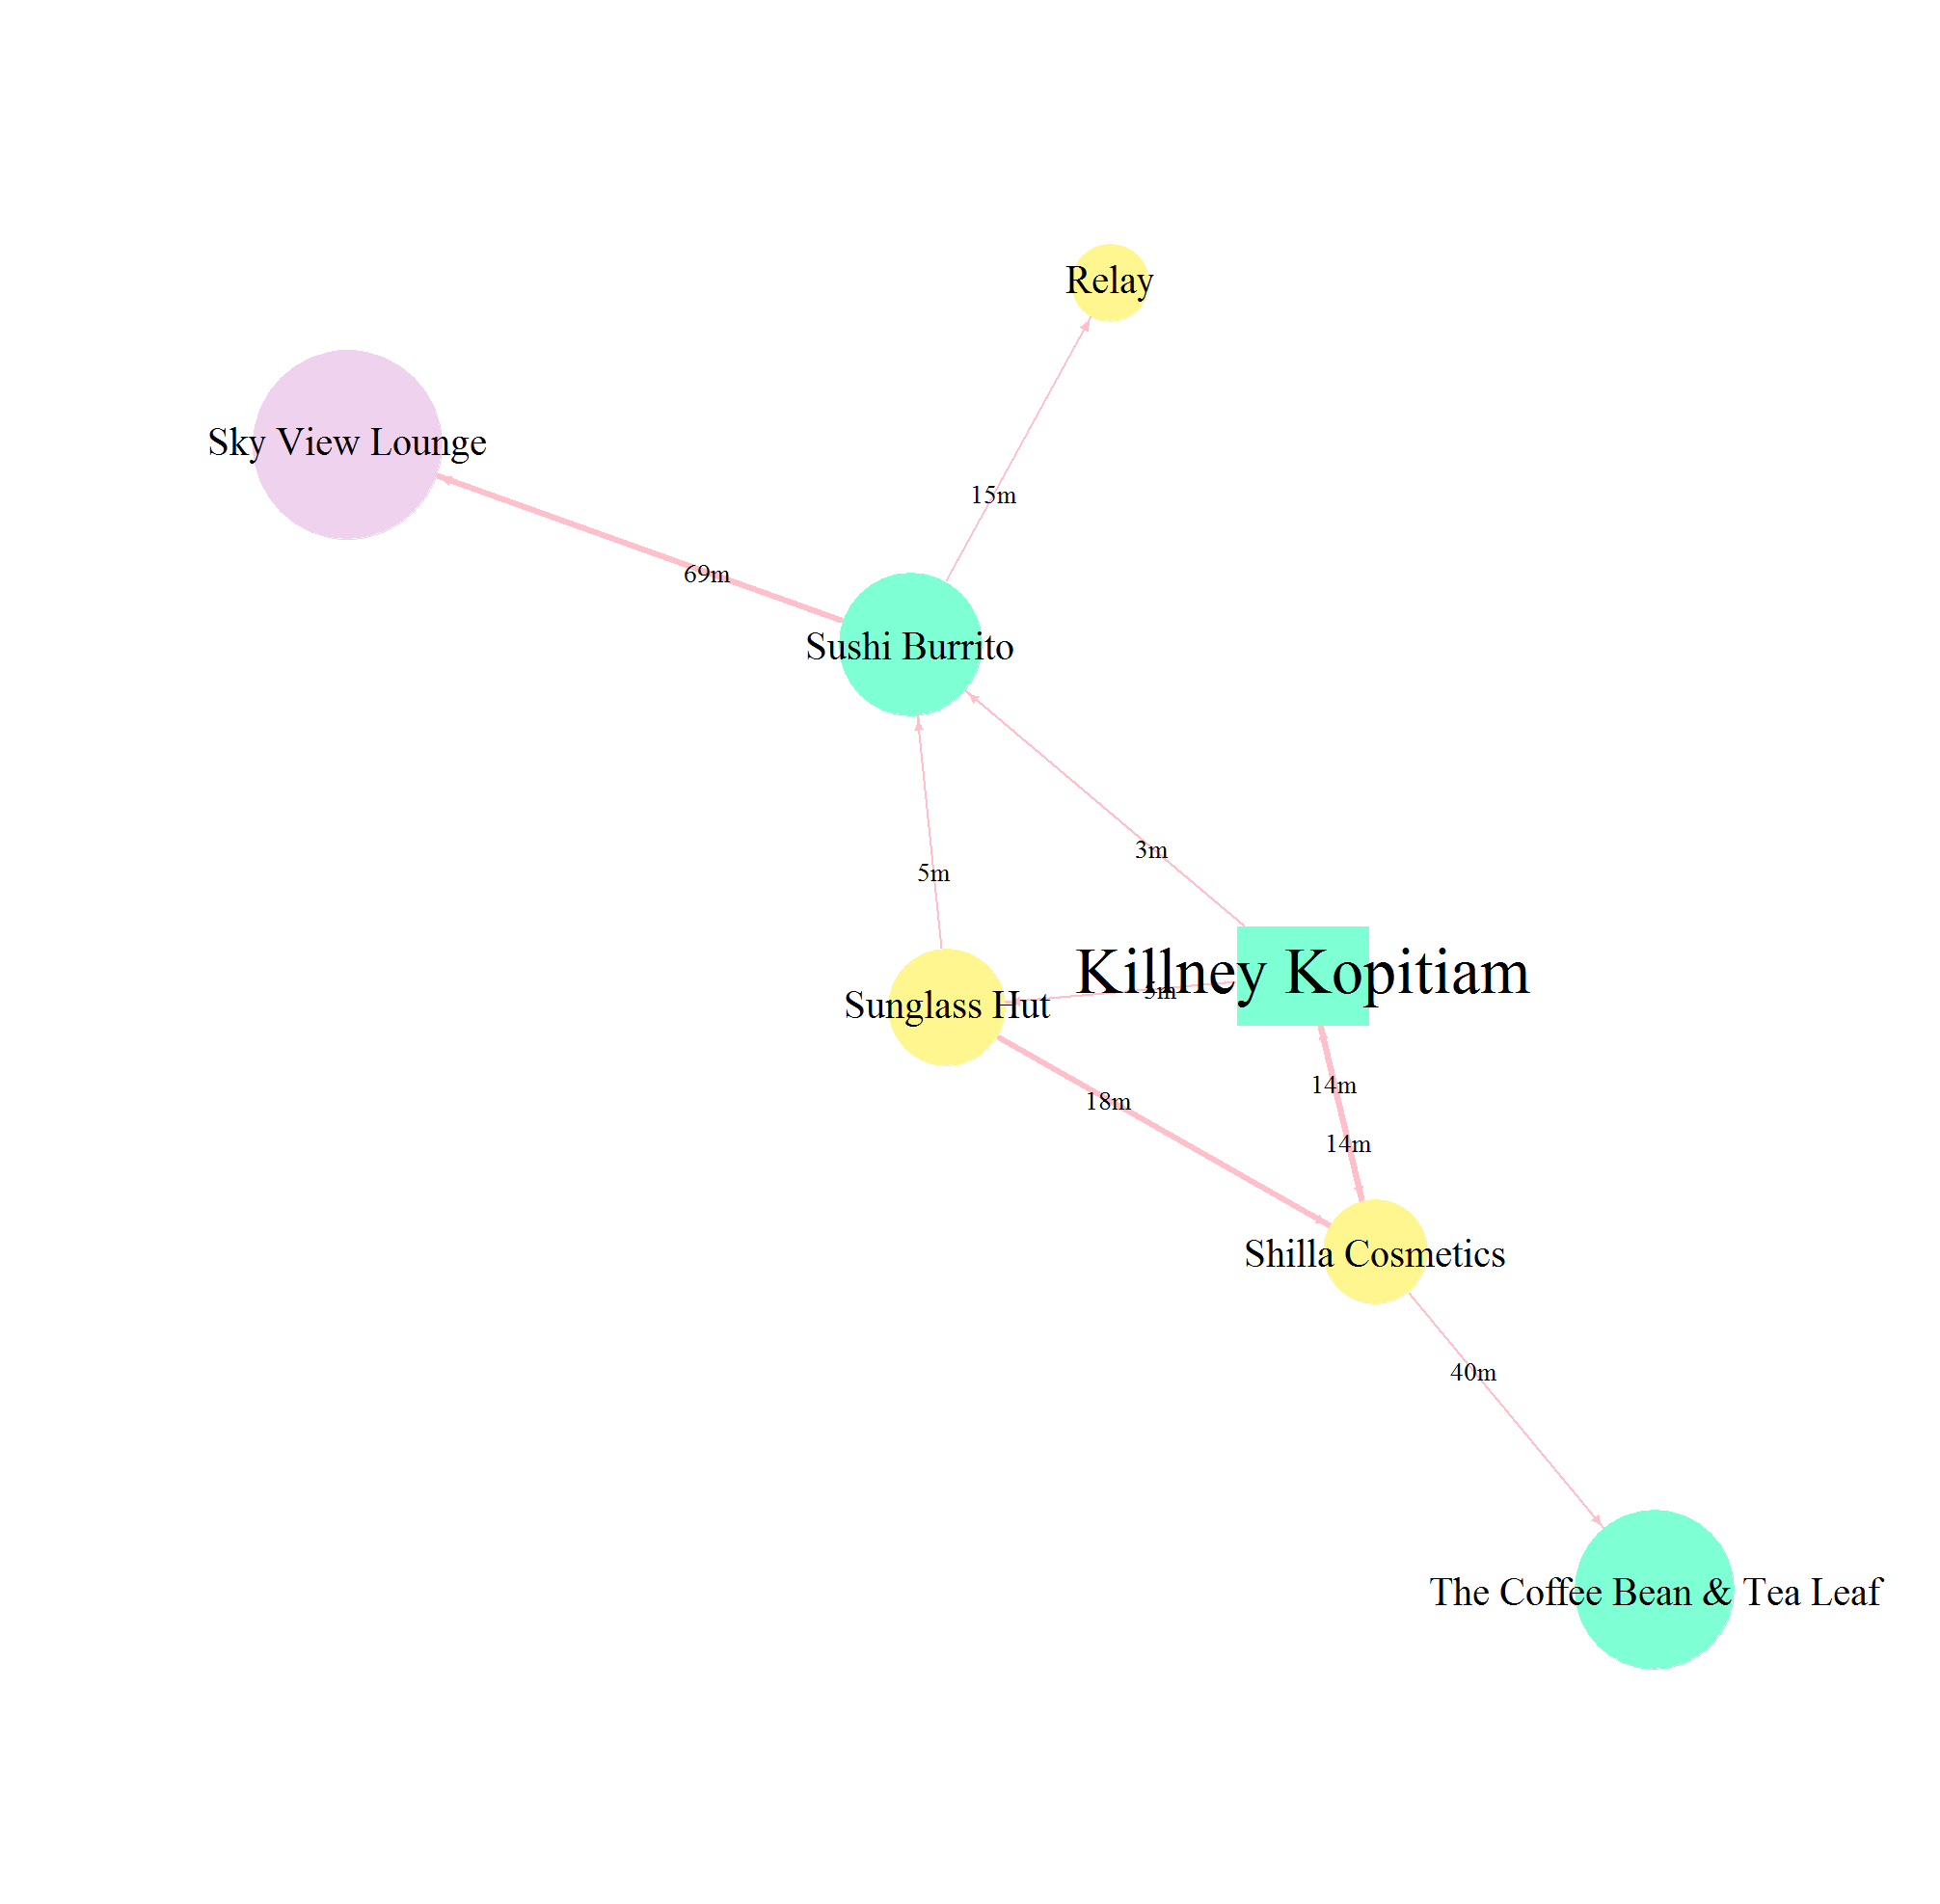 Relay
Sky View Lounge
15m
69m
Sushi Burrito
3m
5m
Killney Kopitiam
Sunglass Hut
14m
18m
14m
Shilla Cosmetics
40m
The Coffee Bean & Tea Leaf